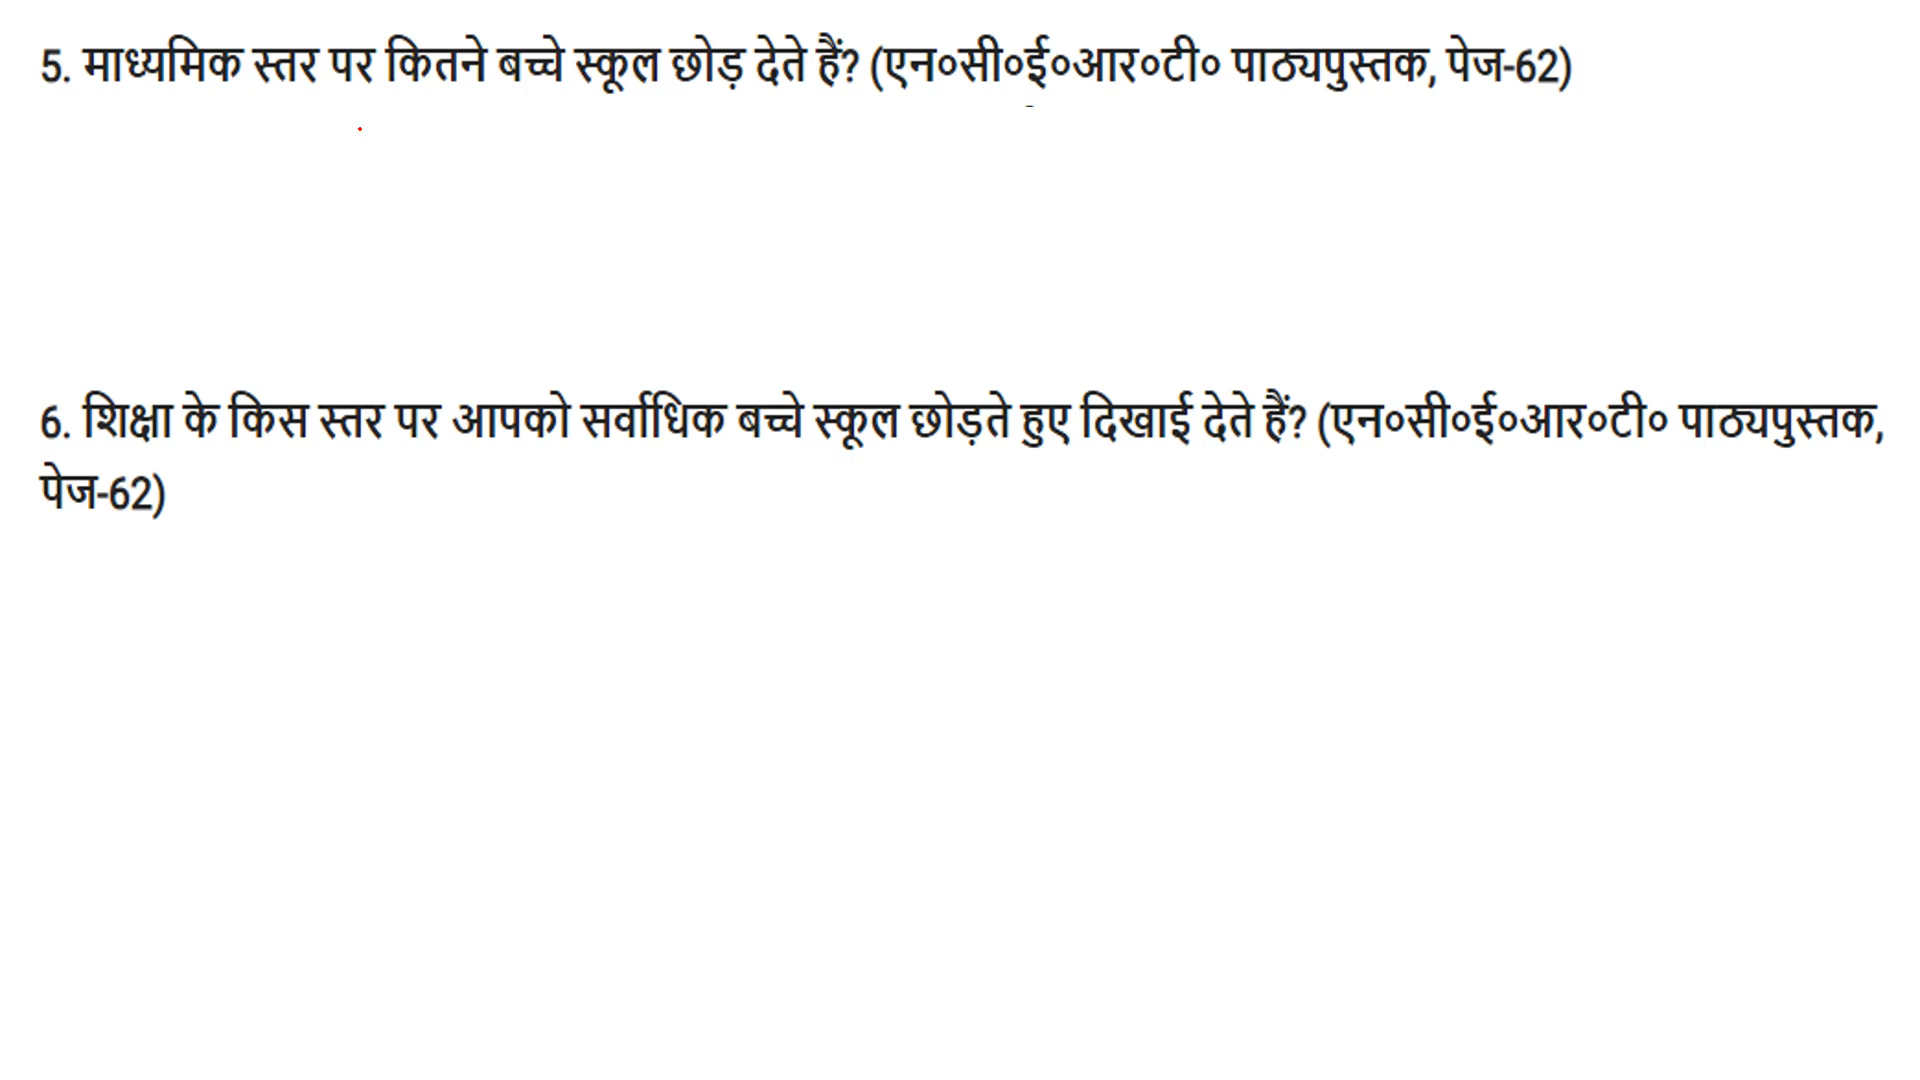 5. माध्यमिक स्तर पर कितने बच्चे स्कूल छोड़ देते हैं? (एन०सी०ई०आर०टी० पाठ्यपुस्तक, पेज-62)
6. शिक्षा के किस स्तर पर आपको सर्वाधिक बच्चे स्कूल छोड़ते हुए दिखाई देते हैं? (एन०सी०ई०आर०टी० पाठ्यपुस्तक,
पेज-62)